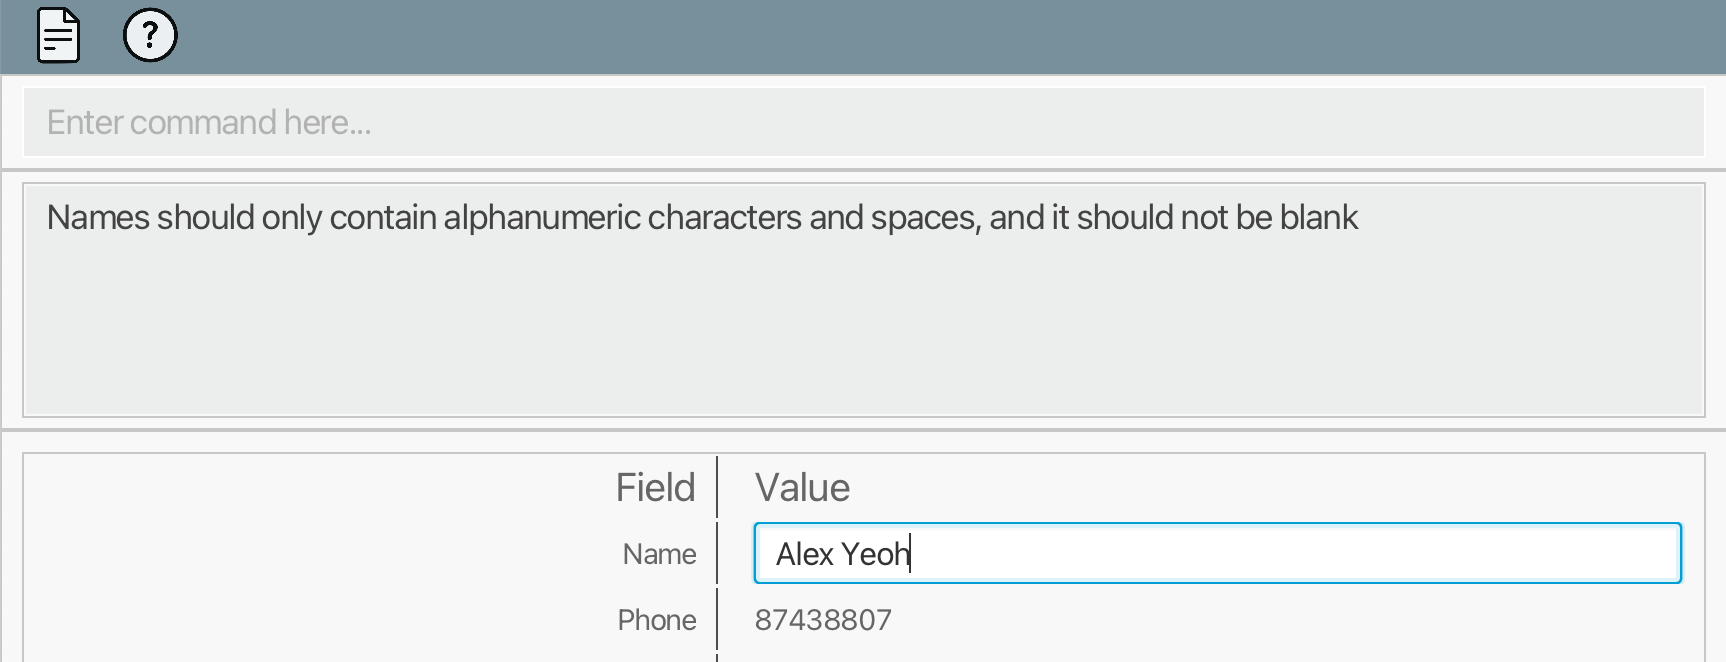 ?
Enter command here...
Names should only contain alphanumeric characters and spaces, and it should not be blank
Field Value
Name Alex Yeoh
Phone 87438807